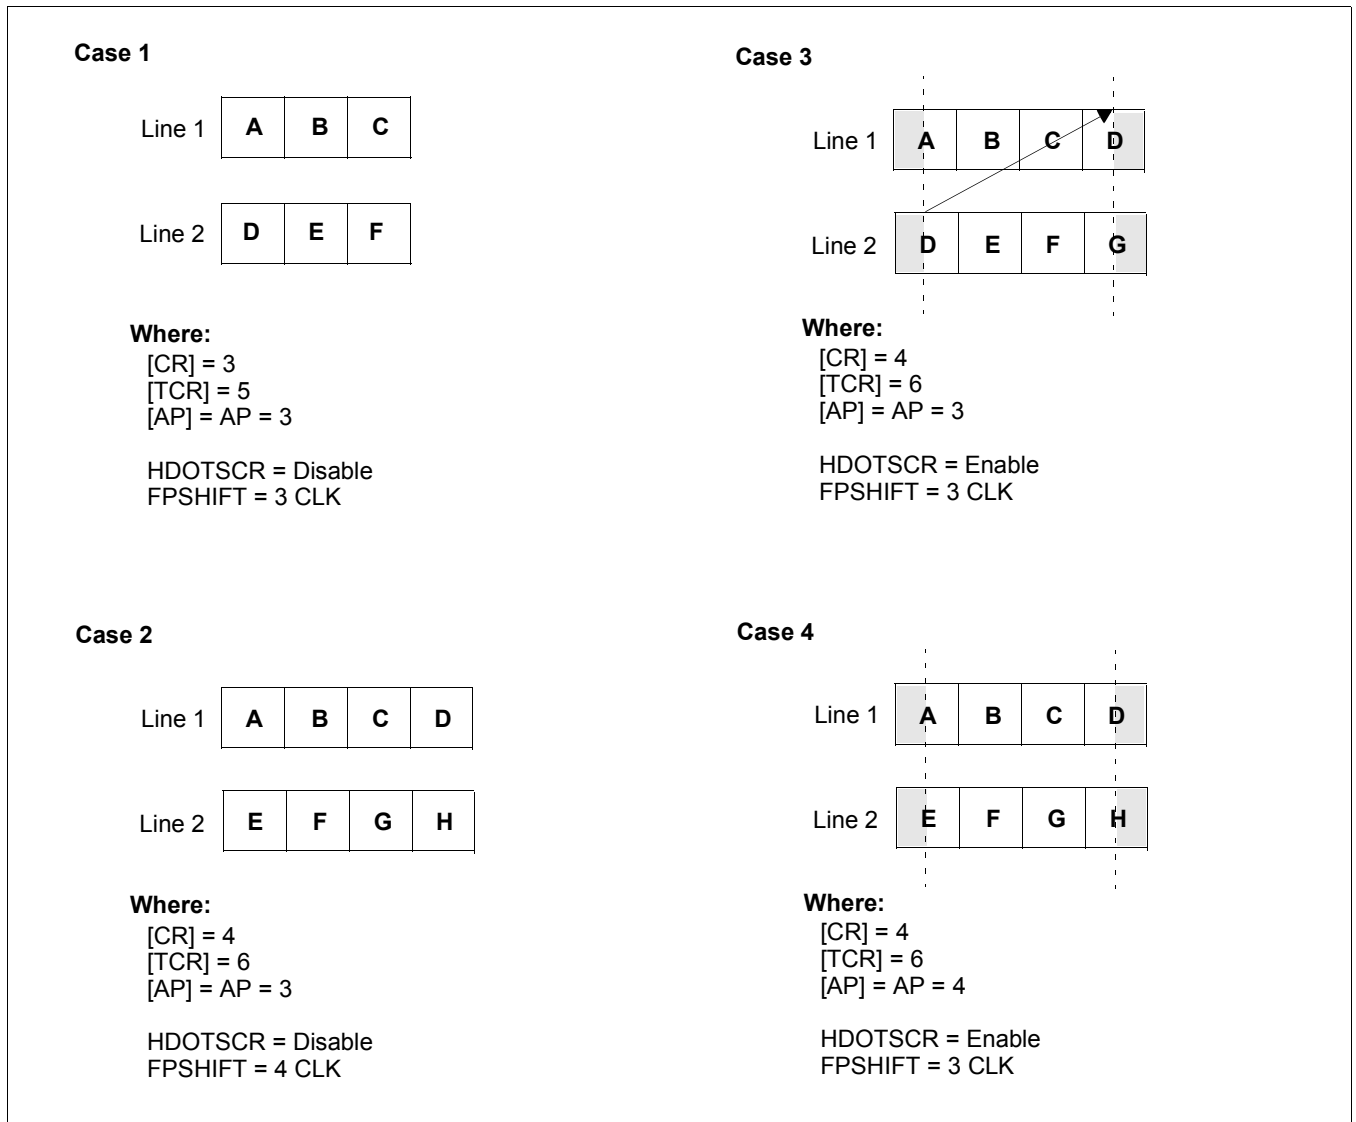 Case 1
Line 1 A B C
Line 2 D E F
Where:
[CR] = 3
[TCR] = 5
[AP] = AP = 3
HDOTSCR = Disable
FPSHIFT = 3 CLK
Case 3
Line 1 A B C D
Line 2 D E F G
Where:
[CR] = 4
[TCR] = 6
[AP] = AP = 3
HDOTSCR = Enable
FPSHIFT = 3 CLK
Case 2
Line 1 A B C D
Line 2 E F G H
Where:
[CR] = 4
[TCR] = 6
[AP] = AP = 3
HDOTSCR = Disable
FPSHIFT = 4 CLK
Case 4
Line 1 A B C D
Line 2 E F G H
Where:
[CR] = 4
[TCR] = 6
[AP] = AP = 4
HDOTSCR = Enable
FPSHIFT = 3 CLK